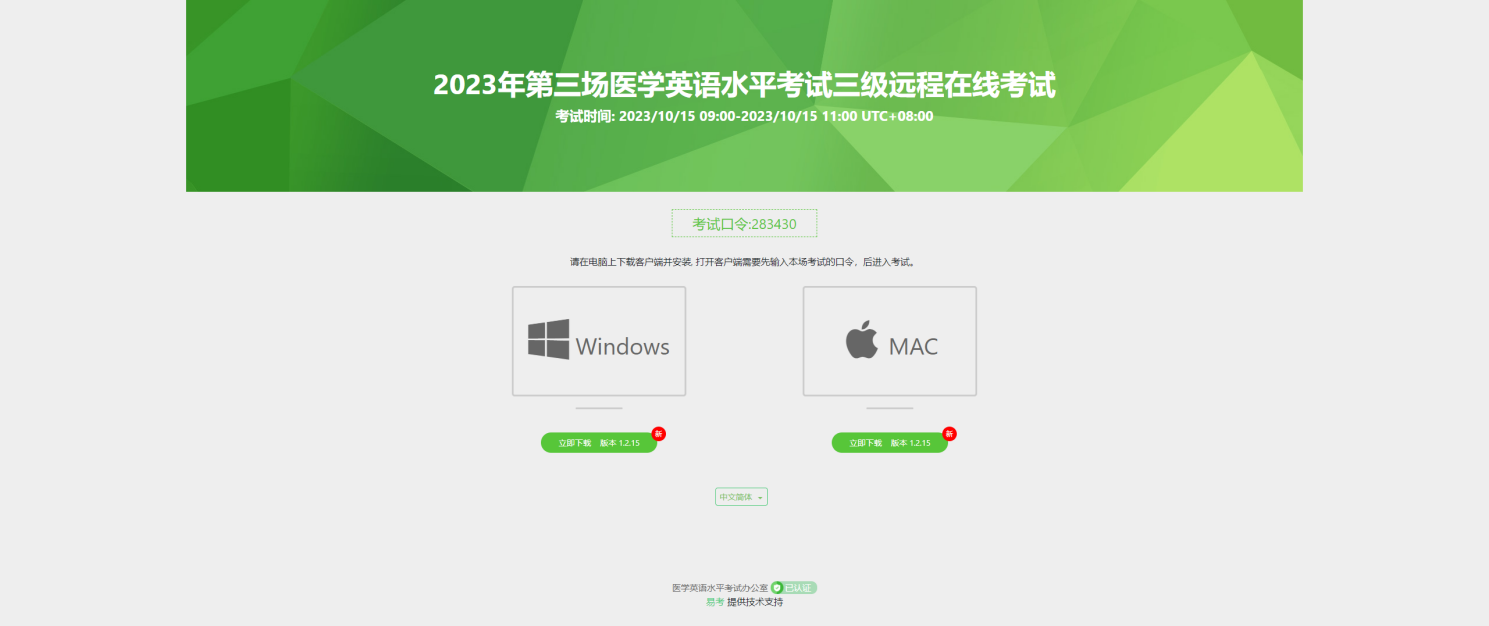 2023年第三场医学英语水平考试三级远程在线考试
考试时间: 2023/10/15 09:00-2023/10/15 11:00 UTC+08:00
考试口令:283430
请在电脑上下载客户端并安装, 打开客户端需要先输入本场考试的口令，后进入考试。
Windows
MAC
立即下载 版本 1.2.15
新
立即下载 版本 1.2.15
新
中文简体
医学英语水平考试办公室 已认证
易考 提供技术支持